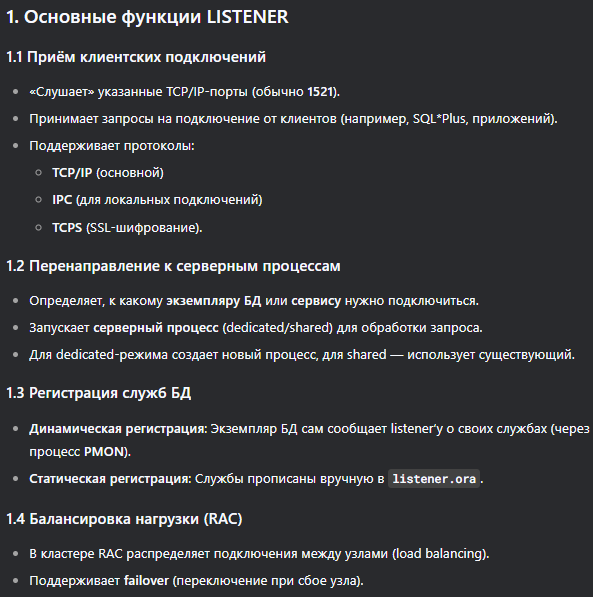 1. Основные функции LISTENER
1.1 Приём клиентских подключений
«Слушает» указанные TCP/IP-порты (обычно 1521).
Принимает запросы на подключение от клиентов (например, SQL*Plus, приложений).
Поддерживает протоколы:
TCP/IP (основной)
IPC (для локальных подключений)
TCPS (SSL-шифрование).
1.2 Перенаправление к серверным процессам
Определяет, к какому экземпляру БД или сервису нужно подключиться.
Запускает серверный процесс (dedicated/shared) для обработки запроса.
Для dedicated-режима создает новый процесс, для shared — использует существующий.
1.3 Регистрация служб БД
Динамическая регистрация: Экземпляр БД сам сообщает listener'у о своих службах (через
процесс PMON).
Статическая регистрация: Службы прописаны вручную в listener.ora.
1.4 Балансировка нагрузки (RAC)
В кластере RAC распределяет подключения между узлами (load balancing).
Поддерживает failover (переключение при сбое узла).